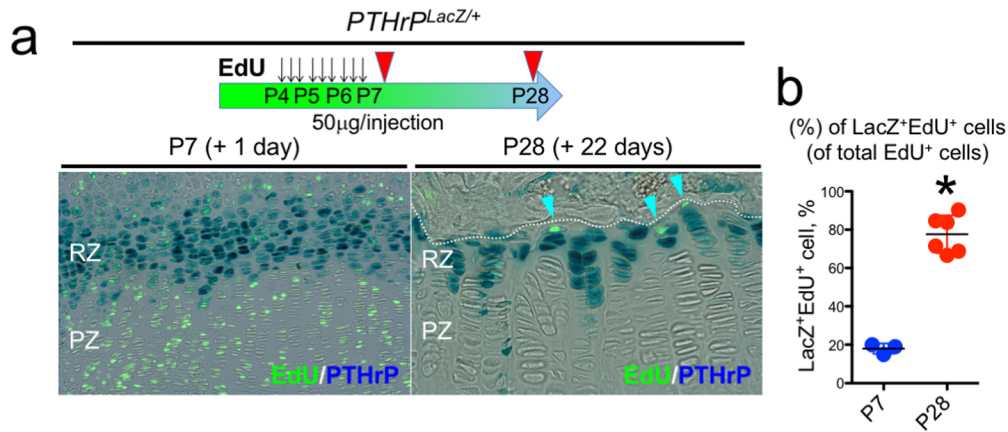 PTHrP^LacZ/+
a
EdU
P4 P5 P6 P7 P28
50μg/injection
P7 (+ 1 day)
P28 (+ 22 days)
RZ
PZ
EdU/PTHrP
RZ
PZ
EdU/PTHrP
b
(%) of LacZ+EdU+ cells
(of total EdU+ cells)
LacZ+EdU+ cell, %
100
80
60
40
20
0
*
P7
P28